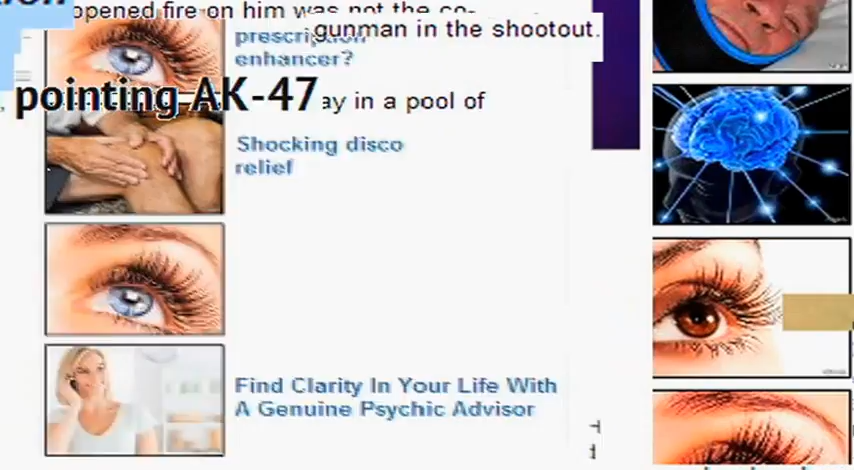 opened fire on him was not the co-
gunman in the shootout.
enhancer?
pointing AK-47
ay in a pool of
Shocking disco
relief
Find Clarity In Your Life With
A Genuine Psychic Advisor